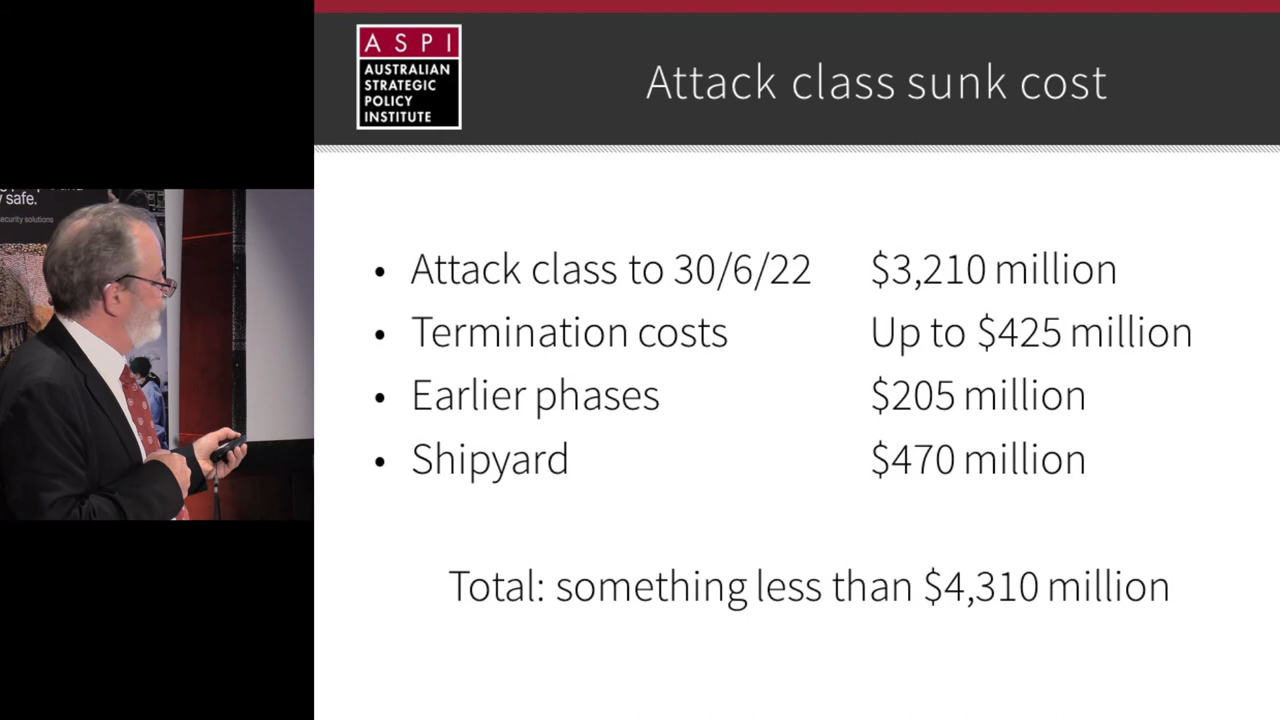 safe.
ecurity solutions
ASPI
AUSTRALIAN
STRATEGIC
POLICY
INSTITUTE
Attack class sunk cost
• Attack class to 30/6/22 $3,210 million
• Termination costs Up to $425 million
• Earlier phases $205 million
• Shipyard $470 million
Total: something less than $4,310 million